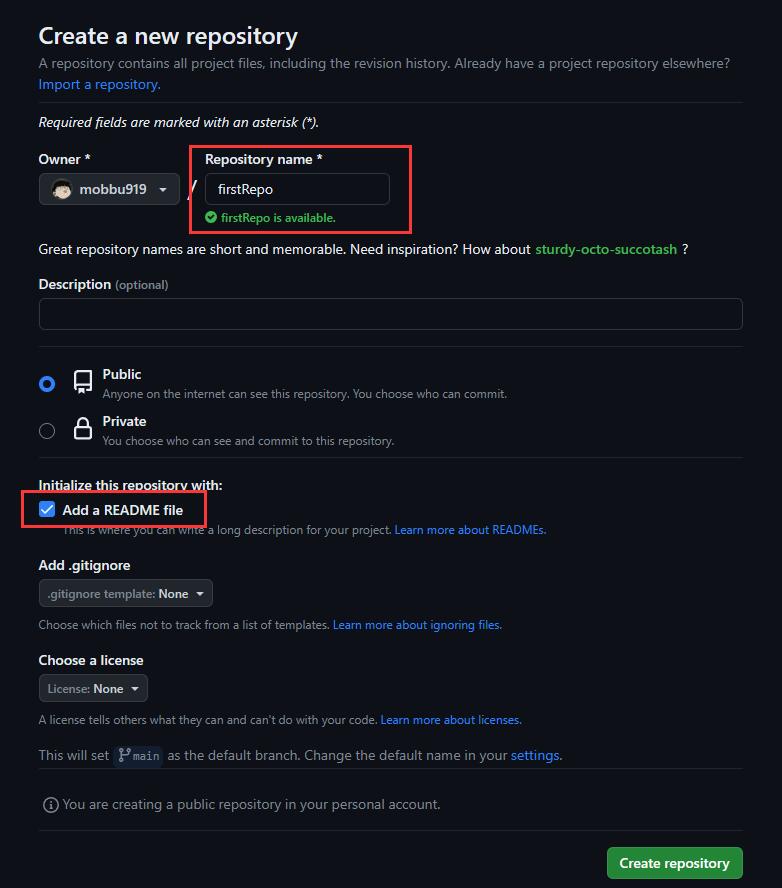 Create a new repository
A repository contains all project files, including the revision history. Already have a project repository elsewhere?
Import a repository.
Required fields are marked with an asterisk (*).
Owner *
Repository name *
mobbu919
/
firstRepo
firstRepo is available.
Great repository names are short and memorable. Need inspiration? How about sturdy-octo-succotash ?
Description (optional)
Public
Anyone on the internet can see this repository. You choose who can commit.
Private
You choose who can see and commit to this repository.
Initialize this repository with:
Add a README file
This is where you can write a long description for your project. Learn more about READMEs.
Add .gitignore
.gitignore template: None
Choose which files not to track from a list of templates. Learn more about ignoring files.
Choose a license
License: None
A license tells others what they can and can't do with your code. Learn more about licenses.
This will set main as the default branch. Change the default name in your settings.
You are creating a public repository in your personal account.
Create repository